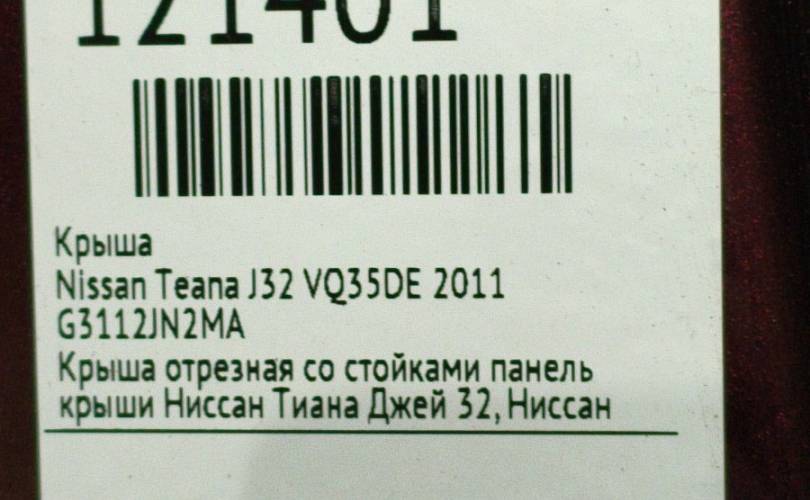 121401
Крыша
Nissan Teana J32 VQ35DE 2011
G3112JN2MA
Крыша отрезная со стойками панель
крыши Ниссан Тиана Джей 32, Ниссан